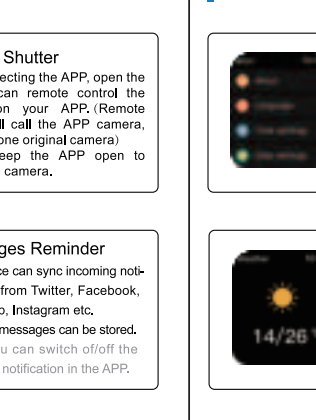 Shutter
ecting the APP, open the
can remote control the
on your APP. (Remote
ll call the APP camera,
one original camera)
eep the APP open to
camera.
ges Reminder
ce can sync incoming noti-
from Twitter, Facebook,
o, Instagram etc.
messages can be stored.
u can switch of/off the
notification in the APP.
14/26